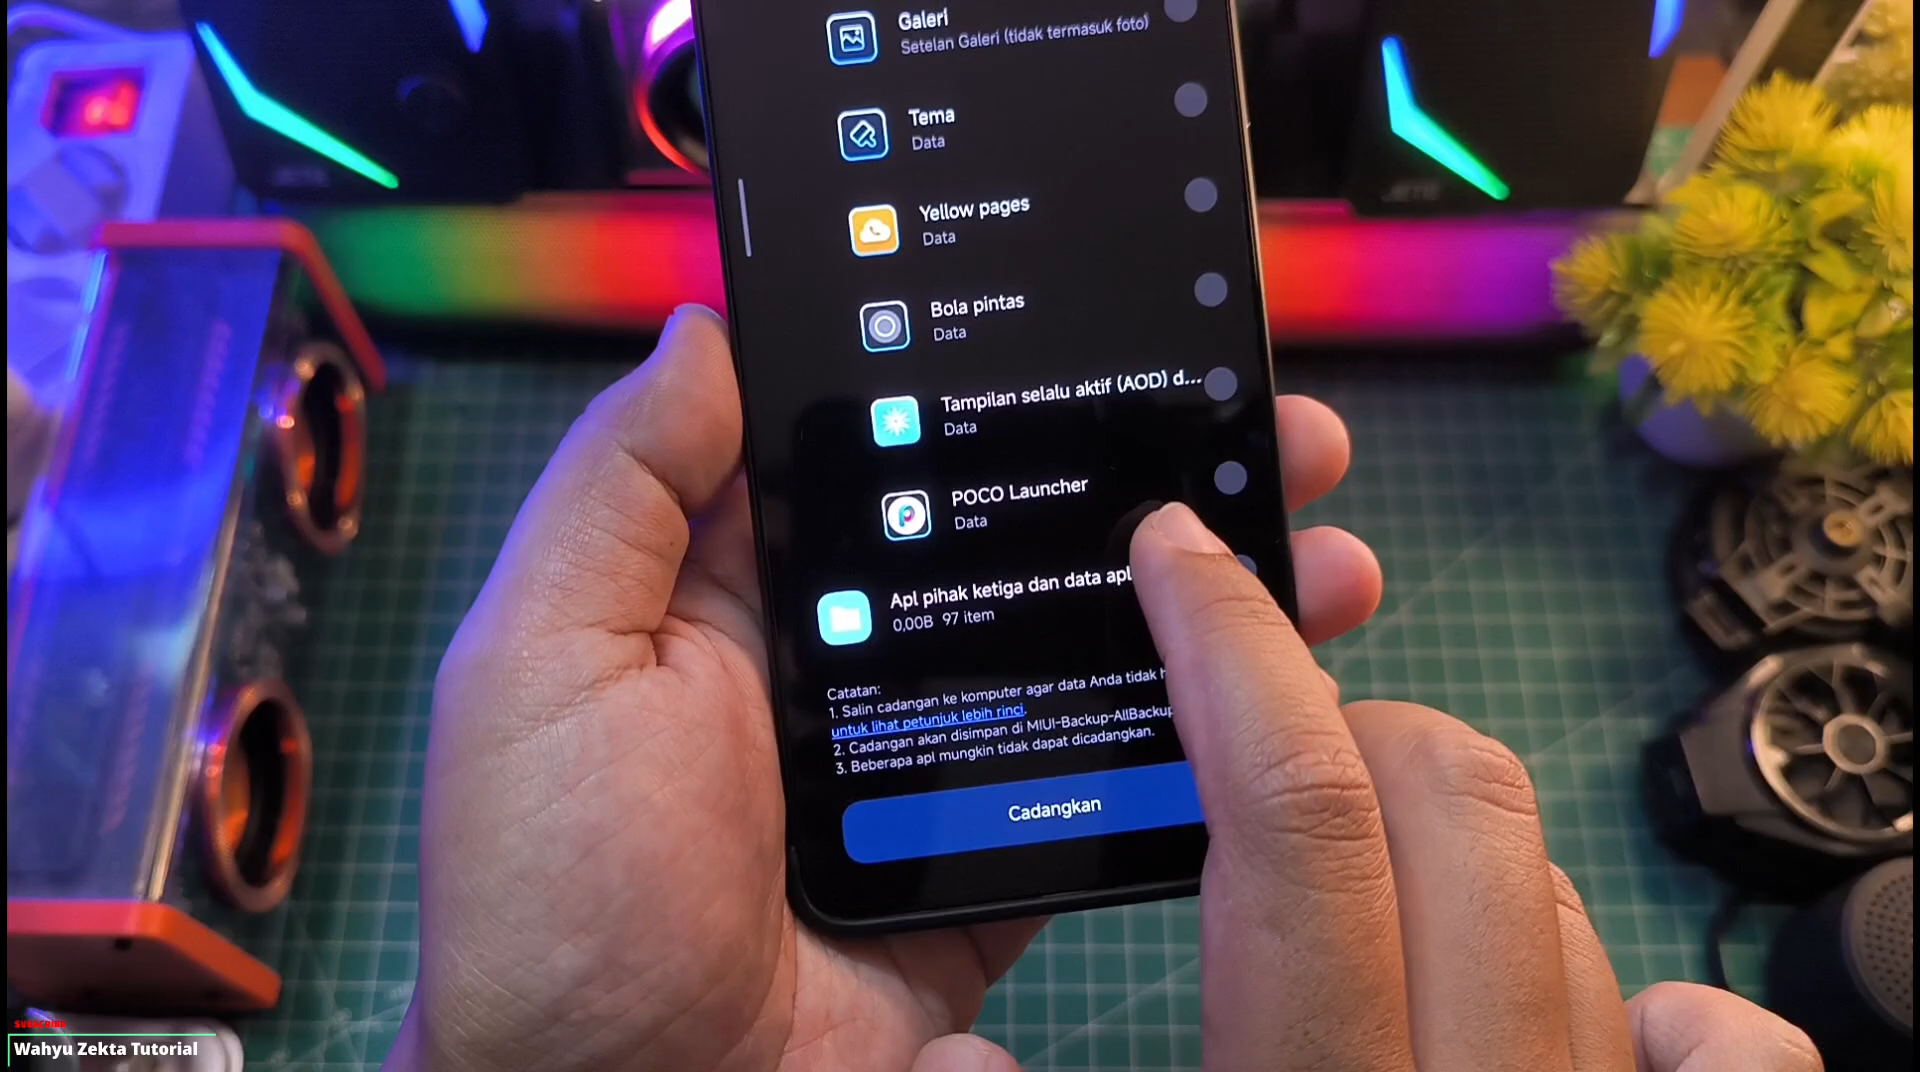 Galeri
Setelan Galeri (tidak termasuk foto)
Tema
Data
Yellow pages
Data
Bola pintas
Data
Tampilan selalu aktif (AOD) d...
Data
POCO Launcher
Data
Apl pihak ketiga dan data apl
0,00B 97 item
Catatan:
1. Salin cadangan ke komputer agar data Anda tidak
untuk lihat petunjuk lebih rinci.
2. Cadangan akan disimpan di MIUI-Backup-AllBackup
3. Beberapa apl mungkin tidak dapat dicadangkan.
Cadangkan
Wahyu Zekta Tutorial